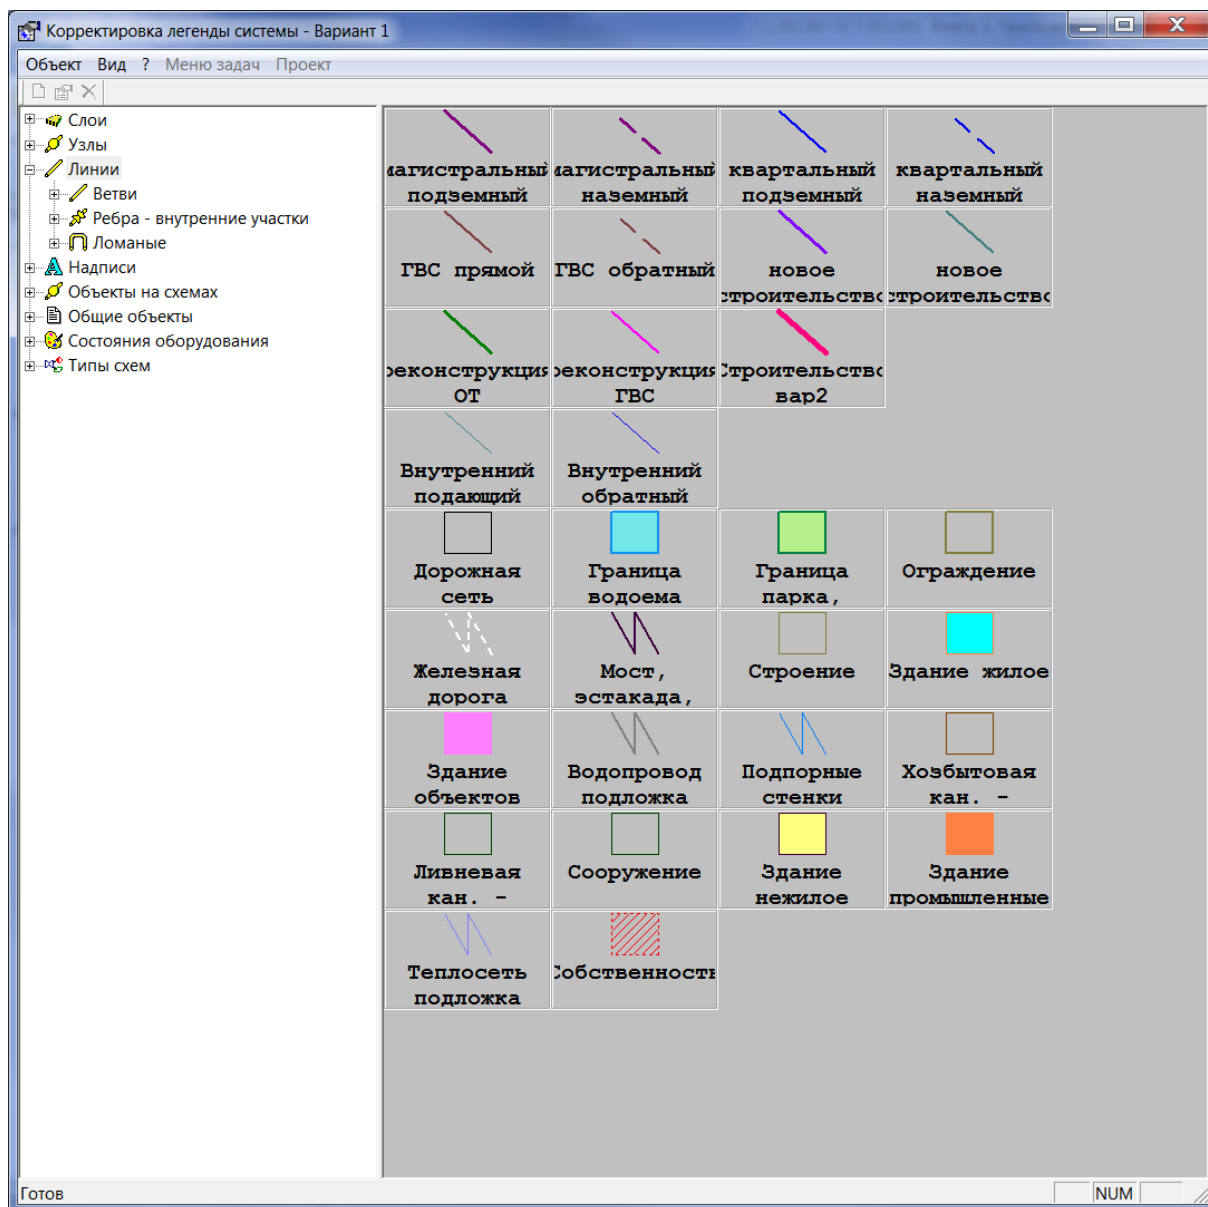 Корректировка легенды системы - Вариант 1
Объект Вид ? Меню задач Проект
Слои
Узлы
Линии
Ветви
Ребра - внутренние участки
Ломаные
Надписи
Объекты на схемах
Общие объекты
Состояния оборудования
Типы схем
магистральный магистральный квартальный квартальный
подземный наземный подземный наземный
ГВС прямой ГВС обратный новое новое
строительство строительство
реконструкция реконструкция Строительство
ОТ ГВС вар2
Внутренний Внутренний
подающий обратный
Дорожная Граница Граница Ограждение
сеть водоема парка,
Железная Мост, Строение Здание жилое
дорога эстакада,
Здание Водопровод Подпорные Хозбытовая
объектов подложка стенки кан. -
Ливневая Сооружение Здание Здание
кан. - нежилое промышленные
Теплосеть Собственность
подложка
Готов
NUM